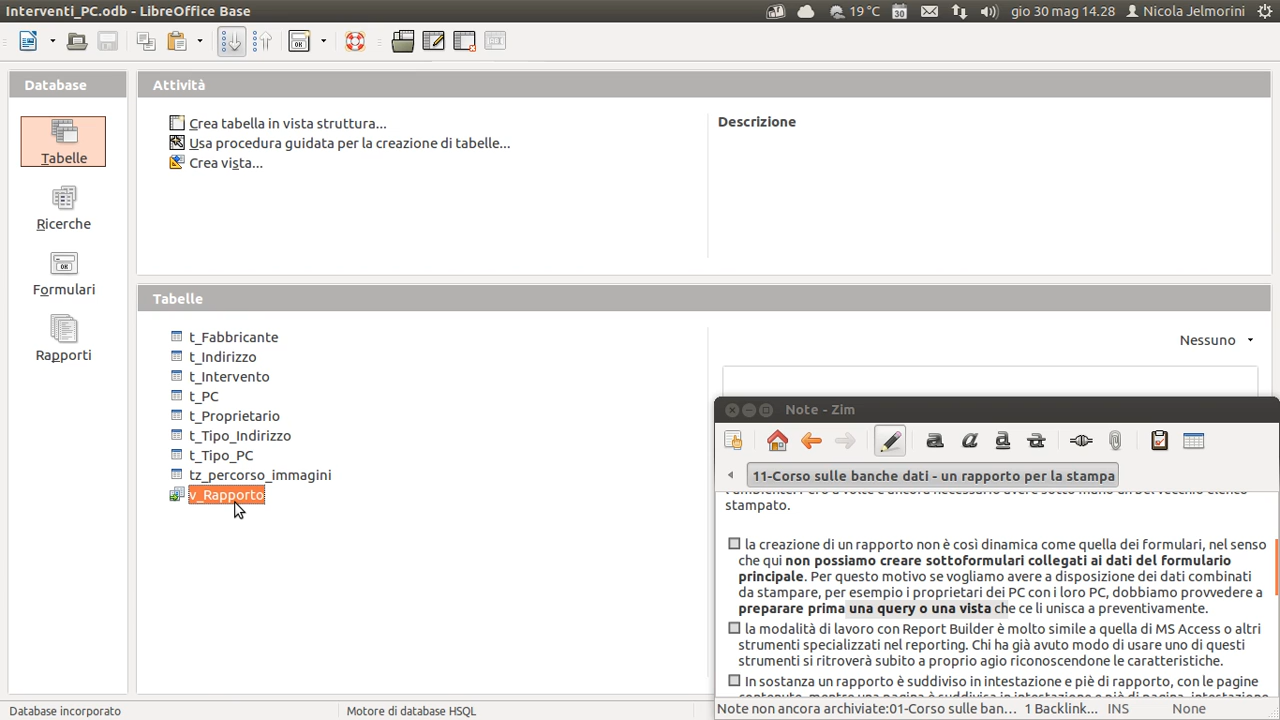 Interventi_PC.odb - LibreOffice Base
19 °C
30
gio 30 mag 14.28
Nicola Jelmorini
Database
Attività
Tabelle
Ricerche
Formulari
Rapporti
Crea tabella in vista struttura...
Usa procedura guidata per la creazione di tabelle...
Crea vista...
Descrizione
Tabelle
t_Fabbricante
t_Indirizzo
t_Intervento
t_PC
t_Proprietario
t_Tipo_Indirizzo
t_Tipo_PC
tz_percorso_immagini
v_Rapporto
Nessuno
Note - Zim
11-Corso sulle banche dati - un rapporto per la stampa
stampato.
la creazione di un rapporto non è così dinamica come quella dei formulari, nel senso
che qui non possiamo creare sottoformulari collegati ai dati del formulario
principale. Per questo motivo se vogliamo avere a disposizione dei dati combinati
da stampare, per esempio i proprietari dei PC con i loro PC, dobbiamo provvedere a
preparare prima una query o una vista che ce li unisca a preventivamente.
la modalità di lavoro con Report Builder è molto simile a quella di MS Access o altri
strumenti specializzati nel reporting. Chi ha già avuto modo di usare uno di questi
strumenti si ritroverà subito a proprio agio riconoscendone le caratteristiche.
In sostanza un rapporto è suddiviso in intestazione e piè di rapporto, con le pagine
Note non ancora archiviate:01-Corso sulle ban... 1 Backlink... INS None
Database incorporato
Motore di database HSQL